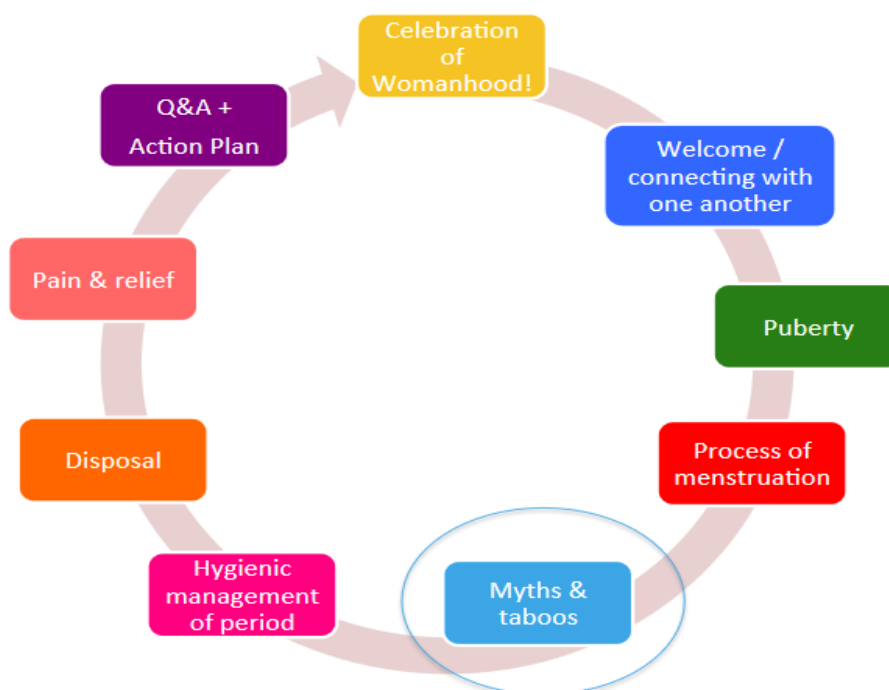 Celebration
of
Womanhood!
Welcome /
connecting with
one another
Puberty
Process of
menstruation
Myths &
taboos
Hygienic
management
of period
Disposal
Pain & relief
Q&A +
Action Plan